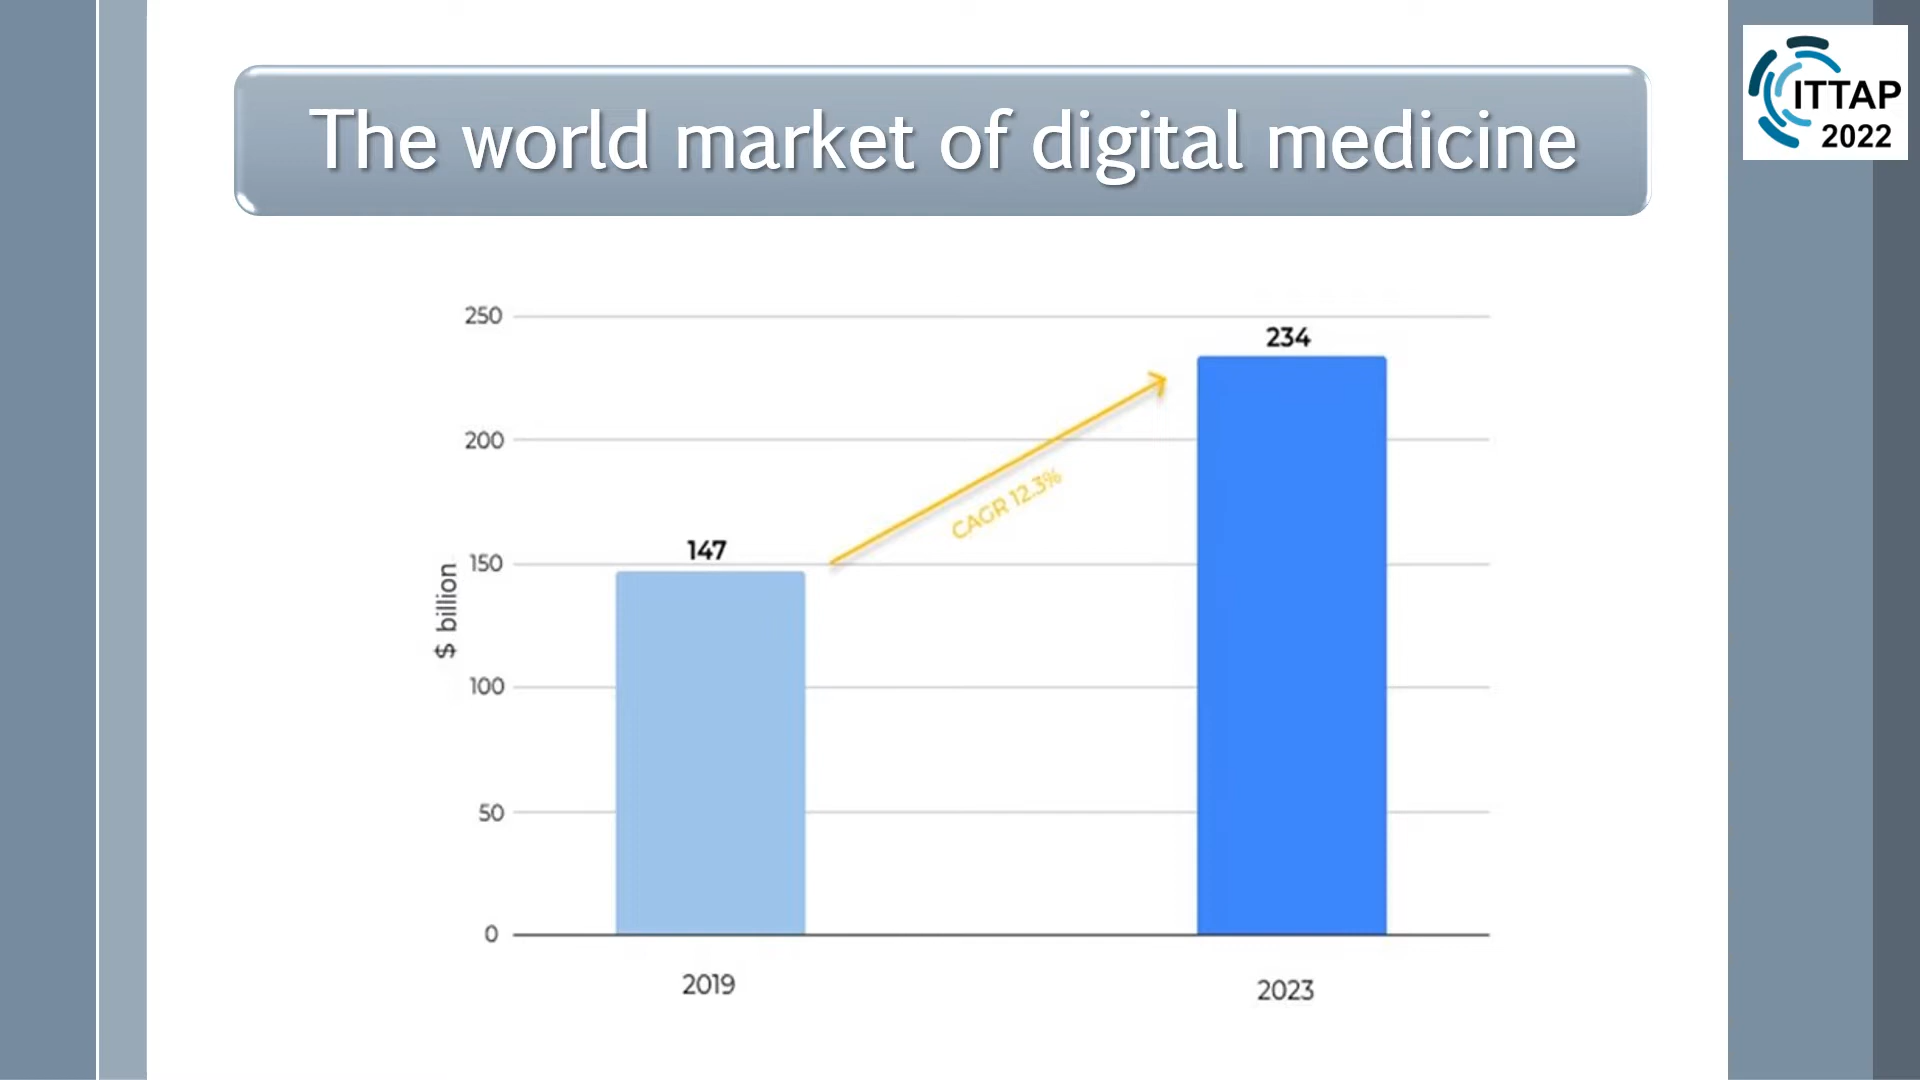 The world market of digital medicine
ITTAP
2022
250
234
200
CAGR 12.3%
147
150
$ billion
100
50
0
2019
2023